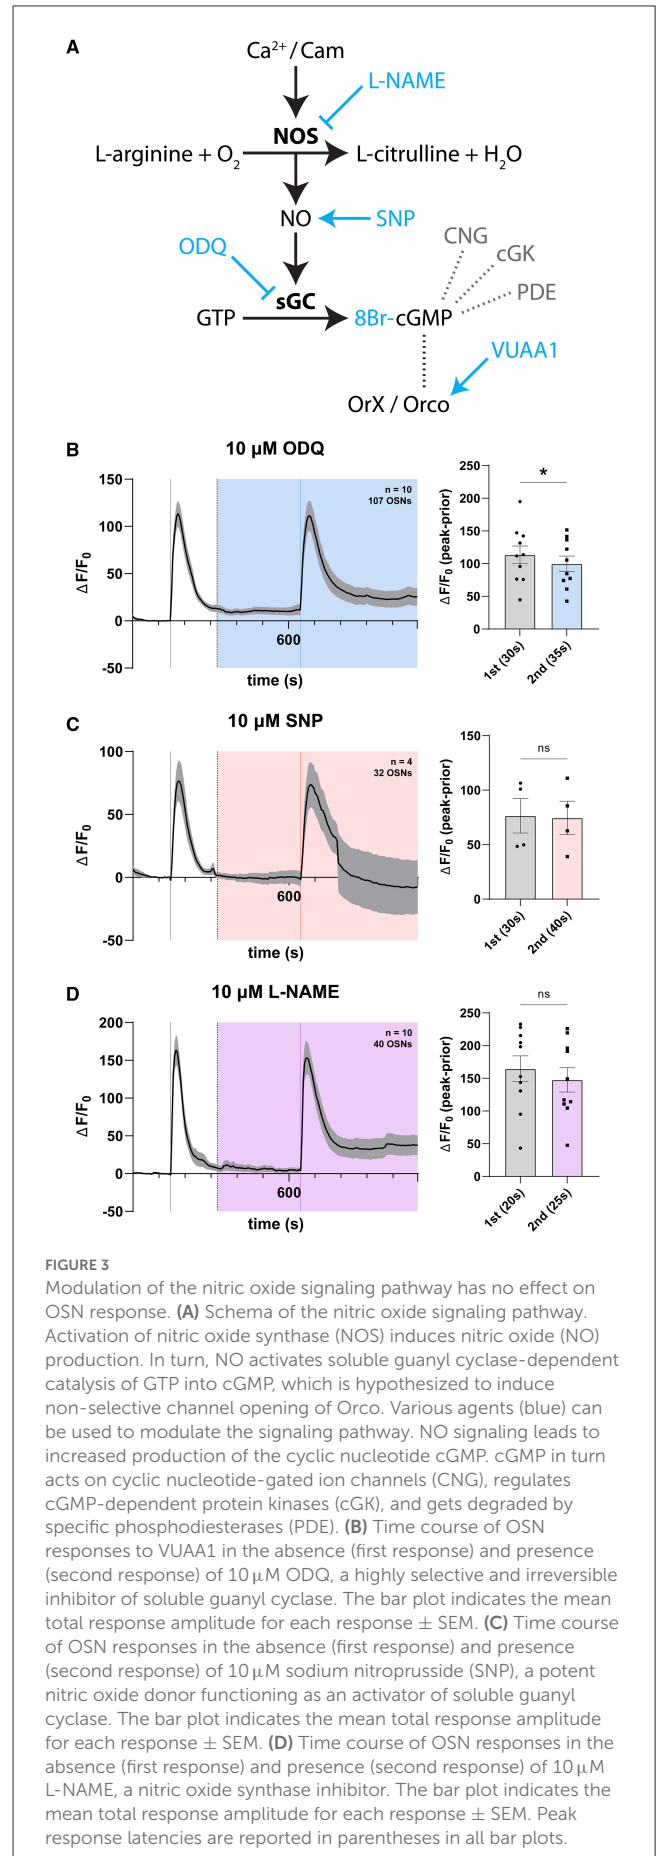 A
Ca2+ / Cam
L-NAME
NOS
L-arginine + O2
L-citrulline + H2O
NO
SNP
ODQ
CNG
cGK
PDE
sGC
GTP
8Br-cGMP
VUAA1
OrX / Orco
B
10 µM ODQ
150
100
50
0
-50
ΔF/F0
n = 10
107 OSNs
600
time (s)
250
200
150
100
50
0
ΔF/F0 (peak-prior)
*
1st (30s)
2nd (35s)
C
10 µM SNP
100
50
0
-50
ΔF/F0
n = 4
32 OSNs
600
time (s)
150
100
50
0
ΔF/F0 (peak-prior)
ns
1st (30s)
2nd (40s)
D
10 µM L-NAME
200
150
100
50
0
-50
ΔF/F0
n = 10
40 OSNs
600
time (s)
250
200
150
100
50
0
ΔF/F0 (peak-prior)
ns
1st (20s)
2nd (25s)
FIGURE 3
Modulation of the nitric oxide signaling pathway has no effect on
OSN response. (A) Schema of the nitric oxide signaling pathway.
Activation of nitric oxide synthase (NOS) induces nitric oxide (NO)
production. In turn, NO activates soluble guanyl cyclase-dependent
catalysis of GTP into cGMP, which is hypothesized to induce
non-selective channel opening of Orco. Various agents (blue) can
be used to modulate the signaling pathway. NO signaling leads to
increased production of the cyclic nucleotide cGMP. cGMP in turn
acts on cyclic nucleotide-gated ion channels (CNG), regulates
cGMP-dependent protein kinases (cGK), and gets degraded by
specific phosphodiesterases (PDE). (B) Time course of OSN
responses to VUAA1 in the absence (first response) and presence
(second response) of 10 µM ODQ, a highly selective and irreversible
inhibitor of soluble guanyl cyclase. The bar plot indicates the mean
total response amplitude for each response ± SEM. (C) Time course
of OSN responses in the absence (first response) and presence
(second response) of 10 µM sodium nitroprusside (SNP), a potent
nitric oxide donor functioning as an activator of soluble guanyl
cyclase. The bar plot indicates the mean total response amplitude
for each response ± SEM. (D) Time course of OSN responses in the
absence (first response) and presence (second response) of 10 µM
L-NAME, a nitric oxide synthase inhibitor. The bar plot indicates the
mean total response amplitude for each response ± SEM. Peak
response latencies are reported in parentheses in all bar plots.